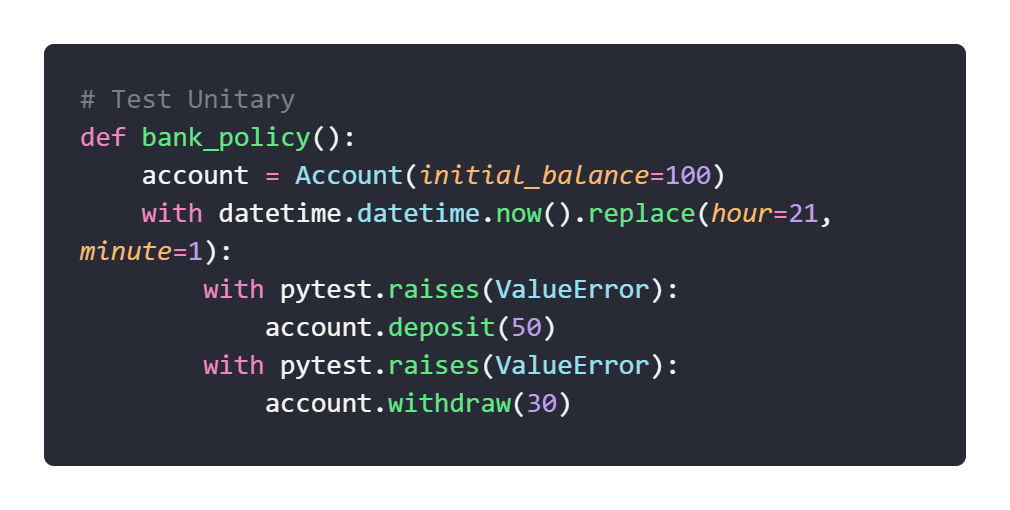 # Test Unitary
def bank_policy():
    account = Account(initial_balance=100)
    with datetime.datetime.now().replace(hour=21,
minute=1):
        with pytest.raises(ValueError):
            account.deposit(50)
        with pytest.raises(ValueError):
            account.withdraw(30)